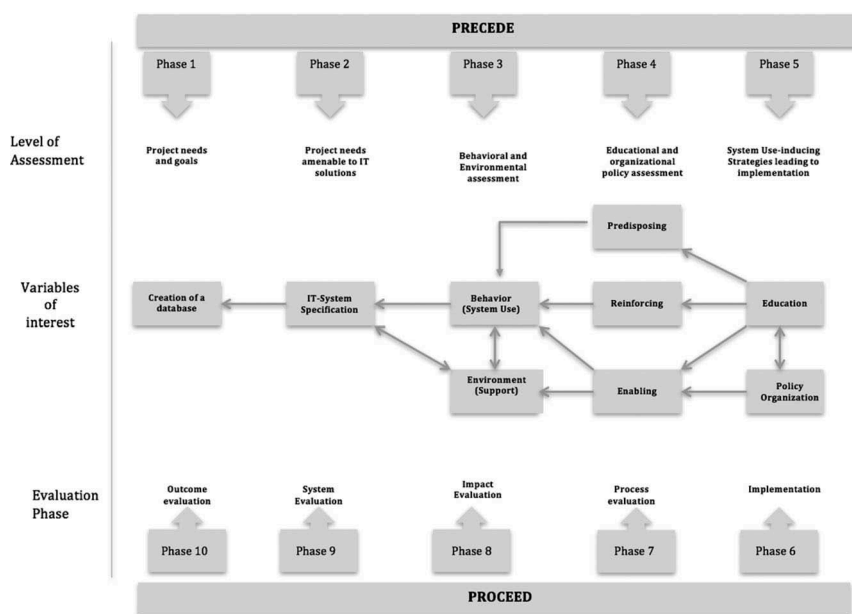 PRECEDE
Phase 1
Phase 2
Phase 3
Phase 4
Phase 5
Level of
Assessment
Project needs
and goals
Project needs
amenable to IT
solutions
Behavioral and
Environmental
assessment
Educational and
organizational
policy assessment
System Use-inducing
Strategies leading to
implementation
Predisposing
Variables
of
interest
Creation of a
database
IT-System
Specification
Behavior
(System Use)
Reinforcing
Education
Environment
(Support)
Enabling
Policy
Organization
Evaluation
Phase
Outcome
evaluation
System
Evaluation
Impact
Evaluation
Process
evaluation
Implementation
Phase 10
Phase 9
Phase 8
Phase 7
Phase 6
PROCEED